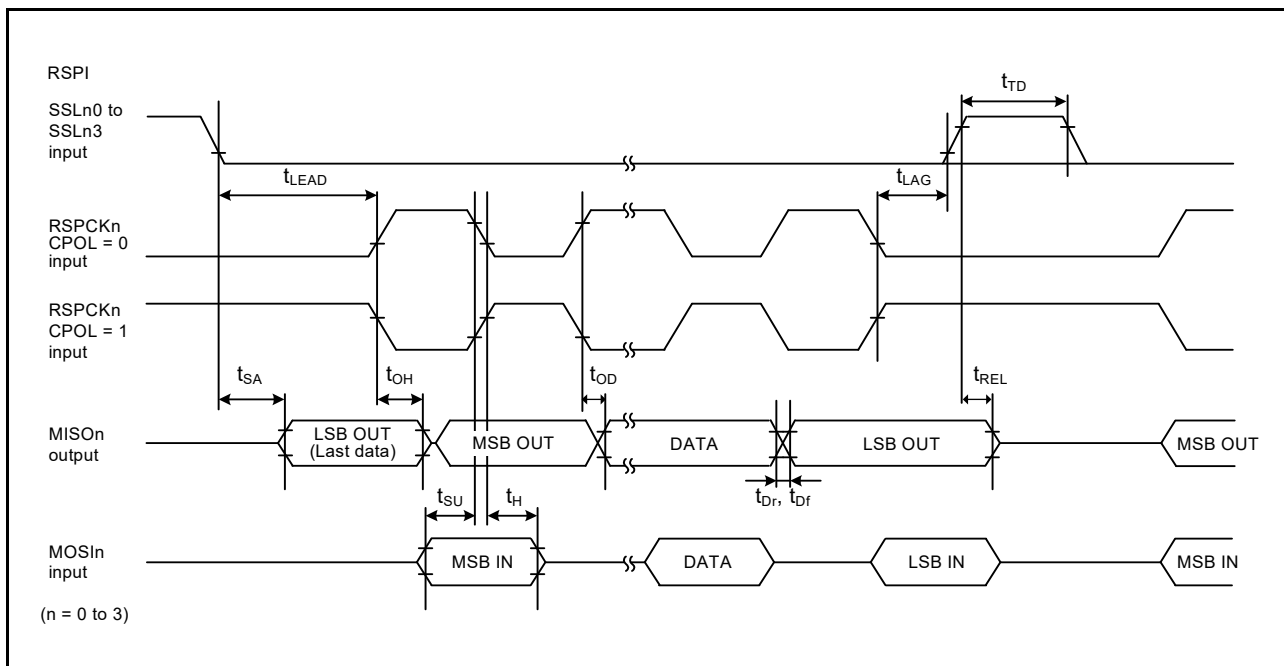 RSPI
SSLn0 to
SSLn3
input
tTD
tLEAD
tLAG
RSPCKn
CPOL = 0
input
RSPCKn
CPOL = 1
input
tSA
tOH
tOD
tREL
MISOn
output
LSB OUT
(Last data)
MSB OUT
DATA
LSB OUT
MSB OUT
tSU
tH
tDr, tDf
MOSIn
input
MSB IN
DATA
LSB IN
MSB IN
(n = 0 to 3)